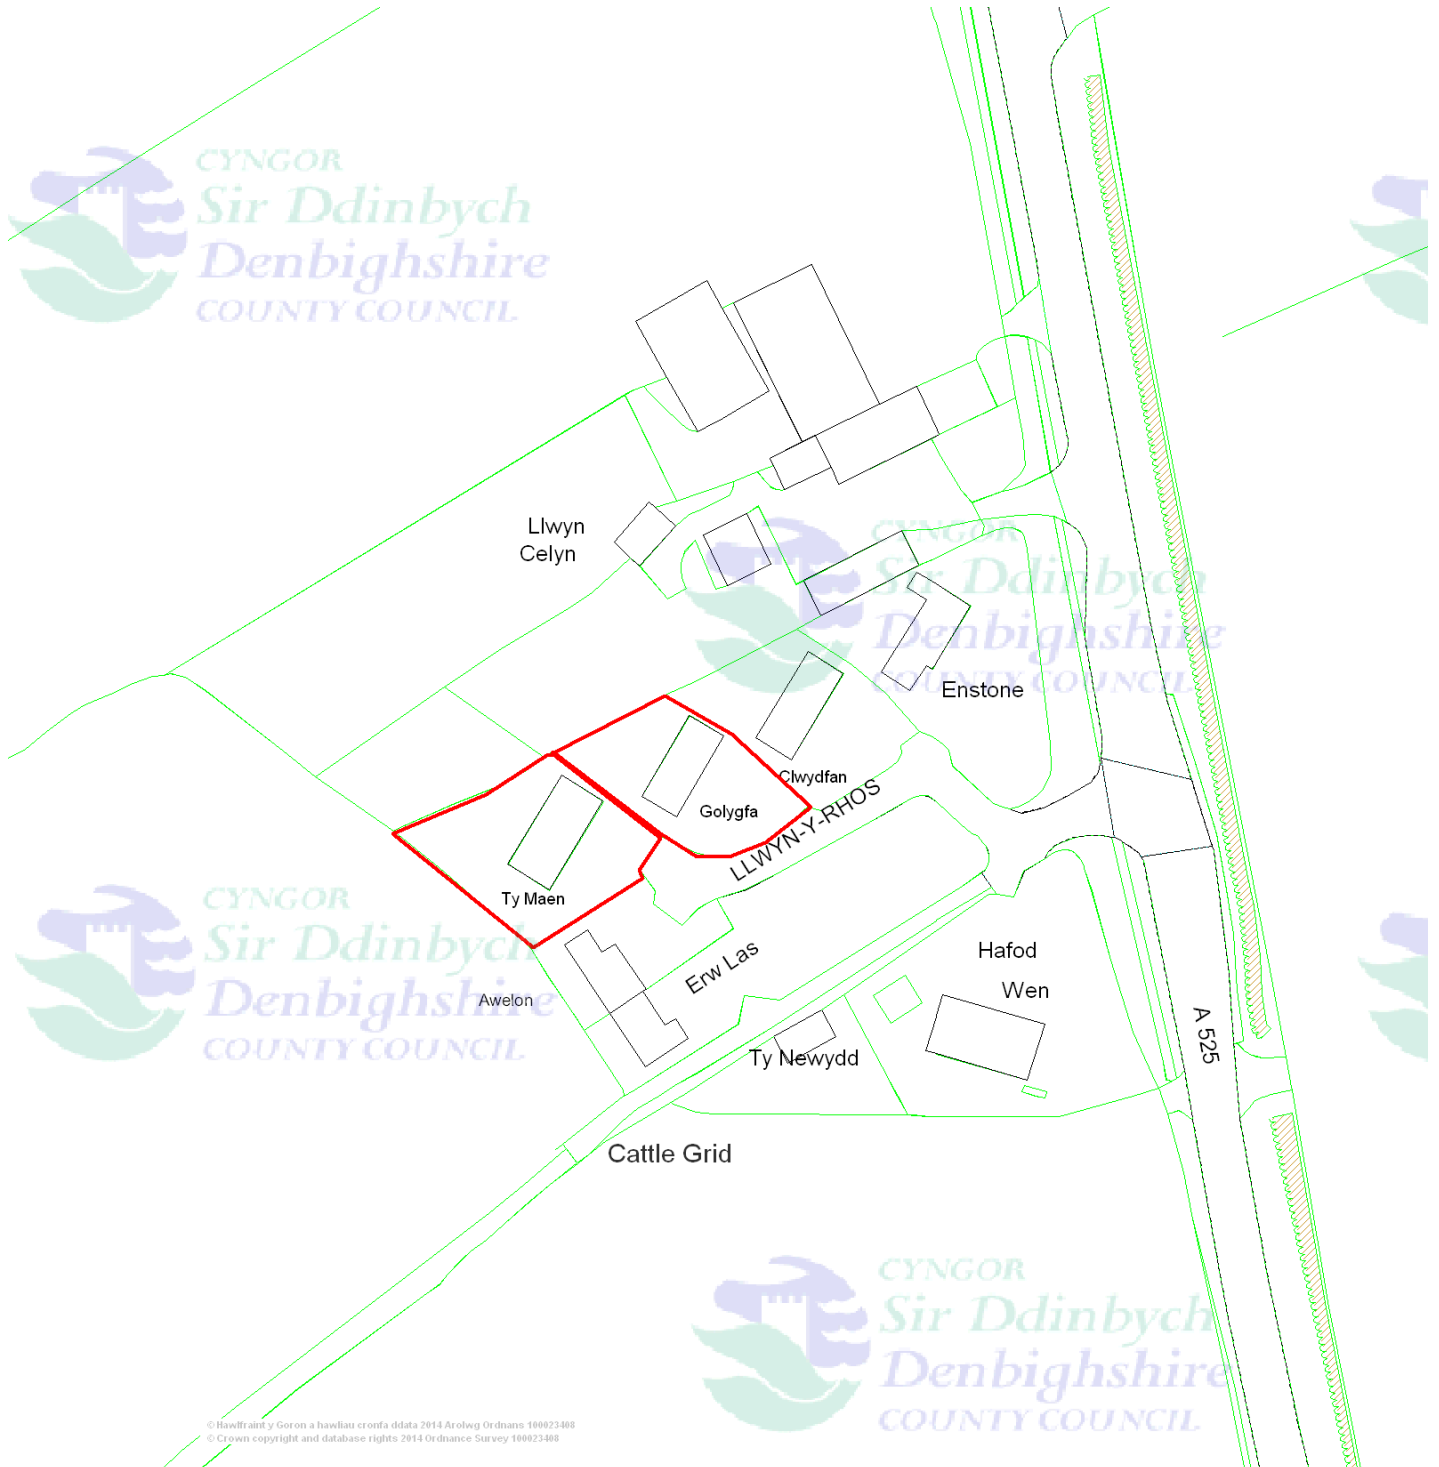 CYNGOR
Sir Ddinbych
Denbighshire
COUNTY COUNCIL
Llwyn
Celyn
CYNGOR
Sir Ddinbych
Denbighshire
COUNTY COUNCIL
Enstone
Clwydfan
Golygfa
LLWYN-Y-RHOS
Ty Maen
CYNGOR
Sir Ddinbych
Denbighshire
COUNTY COUNCIL
Awelon
Erw Las
Hafod
Wen
A 525
Ty Newydd
Cattle Grid
CYNGOR
Sir Ddinbych
Denbighshire
COUNTY COUNCIL
© Hawlfraint y Goron a hawliau cronfa ddata 2014 Arolwg Ordnans 100023408
© Crown copyright and database rights 2014 Ordnance Survey 100023408